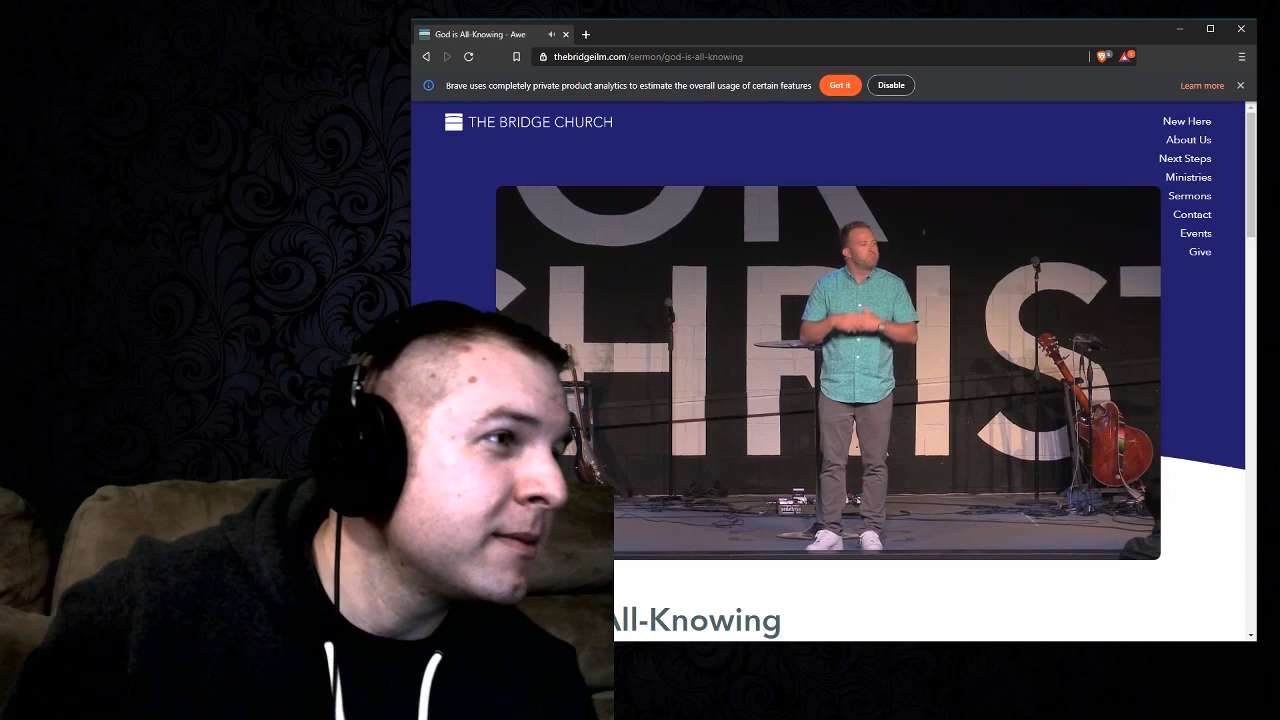 God is All-Knowing - Awe
thebridgeilm.com/sermon/god-is-all-knowing
Brave uses completely private product analytics to estimate the overall usage of certain features
Got it
Disable
Learn more
THE BRIDGE CHURCH
New Here
About Us
Next Steps
Ministries
Sermons
Contact
Events
Give
OR
CHRIST
All-Knowing